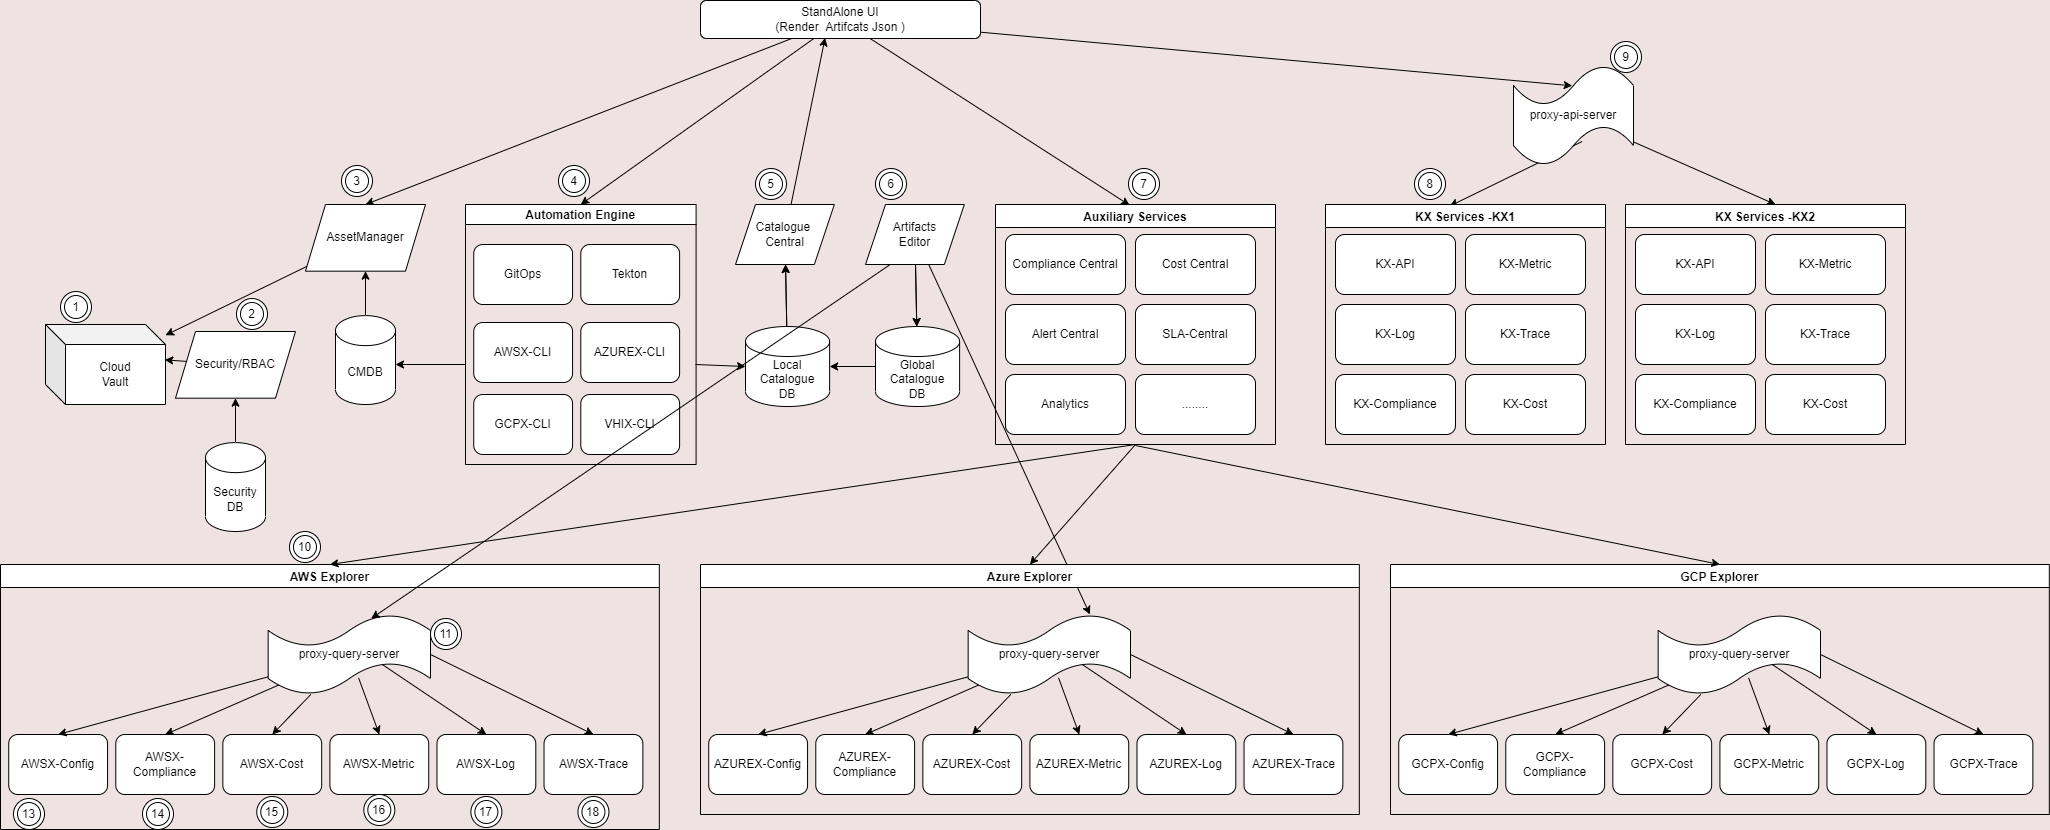 StandAlone UI
(Render Artifcats Json )
9
proxy-api-server
3
4
5
6
7
8
AssetManager
Automation Engine
GitOps
Tekton
AWSX-CLI
AZUREX-CLI
GCPX-CLI
VHIX-CLI
Catalogue
Central
Artifacts
Editor
Auxiliary Services
Compliance Central
Cost Central
Alert Central
SLA-Central
Analytics
........
KX Services -KX1
KX-API
KX-Metric
KX-Log
KX-Trace
KX-Compliance
KX-Cost
KX Services -KX2
KX-API
KX-Metric
KX-Log
KX-Trace
KX-Compliance
KX-Cost
1
2
Cloud
Vault
Security/RBAC
CMDB
Local
Catalogue
DB
Global
Catalogue
DB
Security
DB
10
AWS Explorer
proxy-query-server
11
AWSX-Config
AWSX-
Compliance
AWSX-Cost
AWSX-Metric
AWSX-Log
AWSX-Trace
13
14
15
16
17
18
Azure Explorer
proxy-query-server
AZUREX-Config
AZUREX-
Compliance
AZUREX-Cost
AZUREX-Metric
AZUREX-Log
AZUREX-Trace
GCP Explorer
proxy-query-server
GCPX-Config
GCPX-
Compliance
GCPX-Cost
GCPX-Metric
GCPX-Log
GCPX-Trace